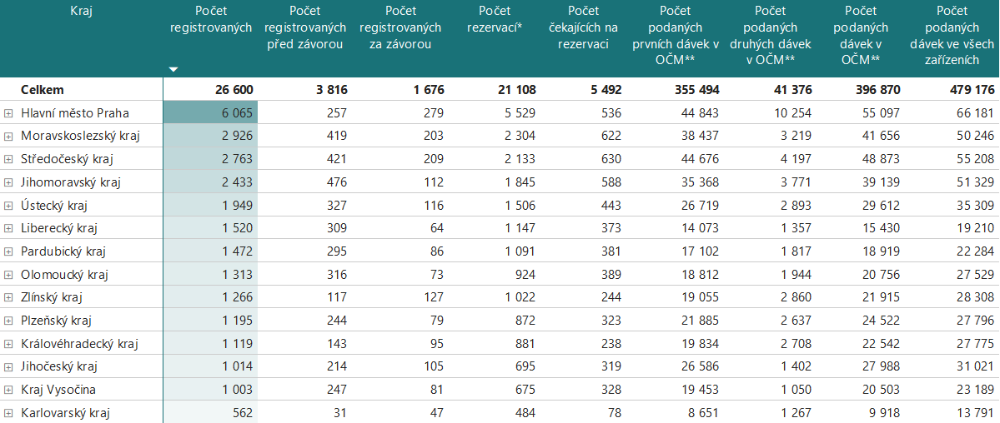 Kraj Počet registrovaných Počet registrovaných před závorou Počet registrovaných za závorou Počet rezervací* Počet čekajících na rezervaci Počet podaných prvních dávek v OČM** Počet podaných druhých dávek v OČM** Počet podaných dávek v OČM** Počet podaných dávek ve všech zařízeních
Celkem 26 600 3 816 1 676 21 108 5 492 355 494 41 376 396 870 479 176
Hlavní město Praha 6 065 257 279 5 529 536 44 843 10 254 55 097 66 181
Moravskoslezský kraj 2 926 419 203 2 304 622 38 437 3 219 41 656 50 246
Středočeský kraj 2 763 421 209 2 133 630 44 676 4 197 48 873 55 208
Jihomoravský kraj 2 433 476 112 1 845 588 35 368 3 771 39 139 51 329
Ústecký kraj 1 949 327 116 1 506 443 26 719 2 893 29 612 35 309
Liberecký kraj 1 520 309 64 1 147 373 14 073 1 357 15 430 19 210
Pardubický kraj 1 472 295 86 1 091 381 17 102 1 817 18 919 22 284
Olomoucký kraj 1 313 316 73 924 389 18 812 1 944 20 756 27 529
Zlínský kraj 1 266 117 127 1 022 244 19 055 2 860 21 915 28 308
Plzeňský kraj 1 195 244 79 872 323 21 885 2 637 24 522 27 796
Královéhradecký kraj 1 119 143 95 881 238 19 834 2 708 22 542 27 775
Jihočeský kraj 1 014 214 105 695 319 26 586 1 402 27 988 31 021
Kraj Vysočina 1 003 247 81 675 328 19 453 1 050 20 503 23 189
Karlovarský kraj 562 31 47 484 78 8 651 1 267 9 918 13 791